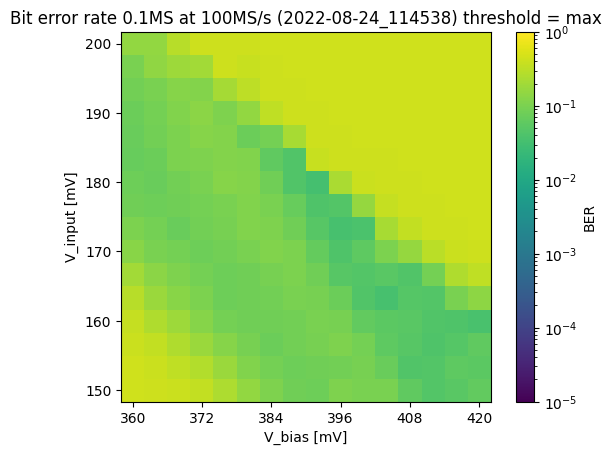 Bit error rate 0.1MS at 100MS/s (2022-08-24_114538) threshold = max
200
190
180
170
160
150
V_input [mV]
360 372 384 396 408 420
V_bias [mV]
10^0
10^-1
10^-2
10^-3
10^-4
10^-5
BER